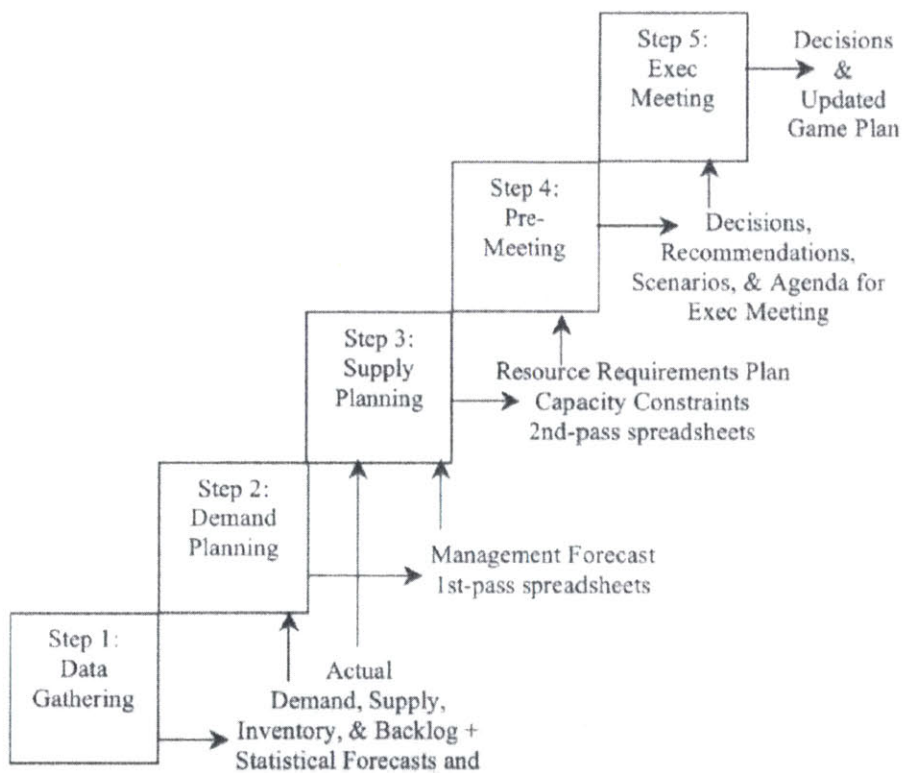 Step 5:
Exec
Meeting
Decisions
&
Updated
Game Plan
Step 4:
Pre-
Meeting
Decisions,
Recommendations,
Scenarios, & Agenda for
Exec Meeting
Step 3:
Supply
Planning
Resource Requirements Plan
Capacity Constraints
2nd-pass spreadsheets
Step 2:
Demand
Planning
Management Forecast
1st-pass spreadsheets
Step 1:
Data
Gathering
Actual
Demand, Supply,
Inventory, & Backlog +
Statistical Forecasts and